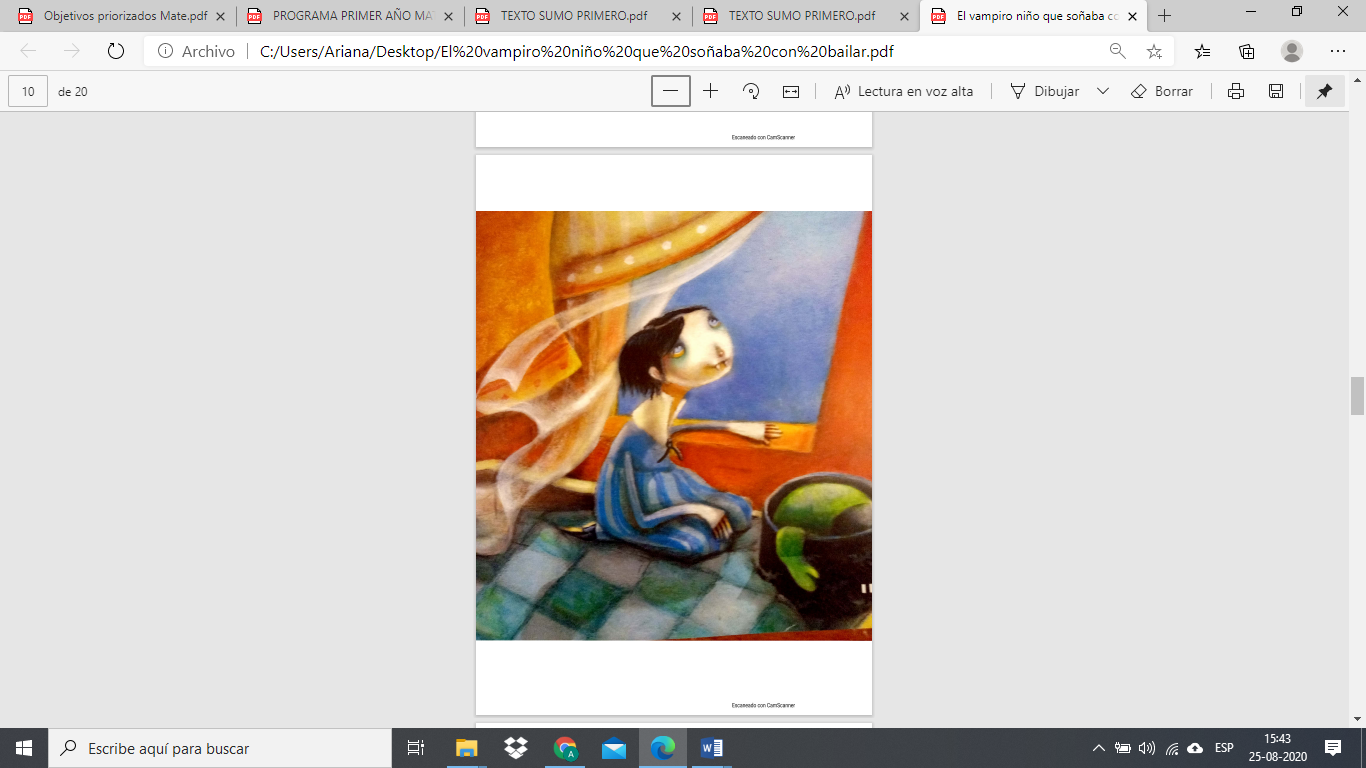 Objetivos priorizados Mate.pdf
PROGRAMA PRIMER AÑO MA
TEXTO SUMO PRIMERO.pdf
TEXTO SUMO PRIMERO.pdf
El vampiro niño que soñaba co
Archivo
C:/Users/Ariana/Desktop/El%20vampiro%20niño%20que%20soñaba%20con%20bailar.pdf
10
de 20
Lectura en voz alta
Dibujar
Borrar
Escaneado con CamScanner
Escaneado con CamScanner
Escribe aquí para buscar
ESP
15:43
25-08-2020